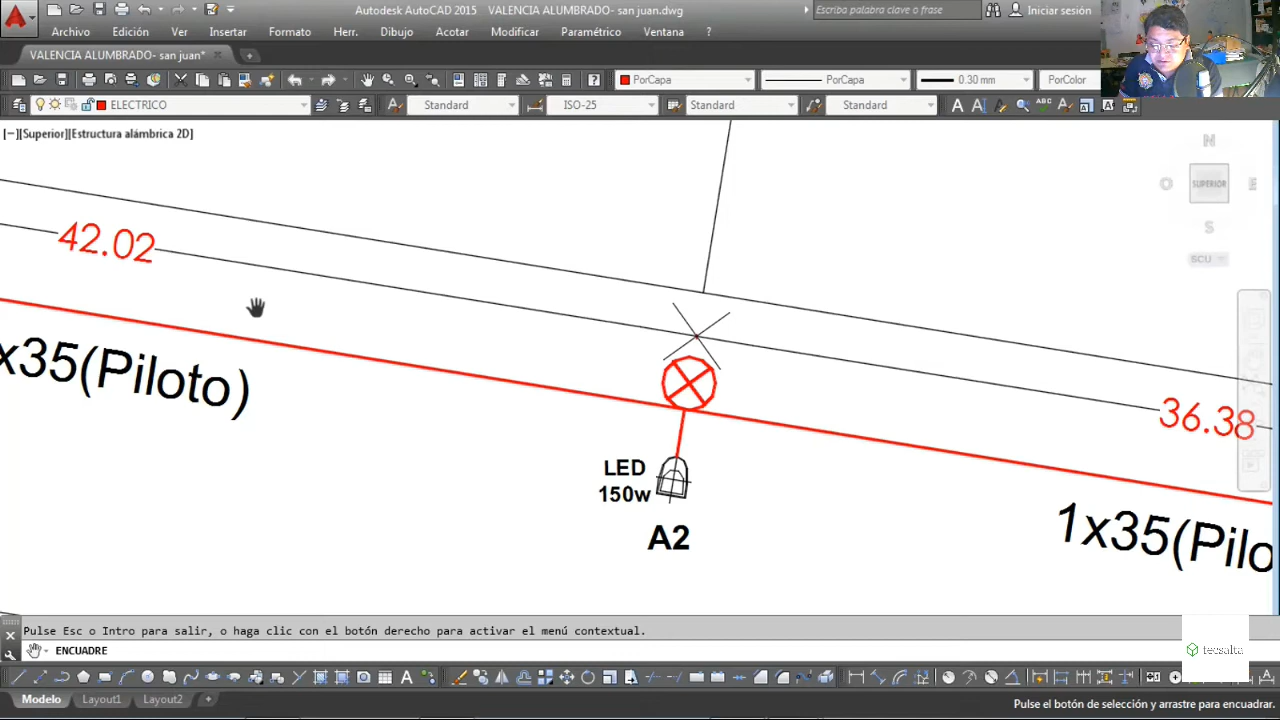 Autodesk AutoCAD 2015 VALENCIA ALUMBRADO- san juan.dwg
Escriba palabra clave o frase
Iniciar sesión
Archivo Edición Ver Insertar Formato Herr. Dibujo Acotar Modificar Paramétrico Ventana ?
VALENCIA ALUMBRADO- san juan*
PorCapa PorCapa 0.30 mm PorColor
ELECTRICO Standard ISO-25 Standard Standard
[−][Superior][Estructura alámbrica 2D]
N
O SUPERIOR E
S
SCU
42.02
36.38
x35(Piloto)
LED
150w
A2
1x35(Pilo
Pulse Esc o Intro para salir, o haga clic con el botón derecho para activar el menú contextual.
ENCUADRE
tecsalta
Modelo Layout1 Layout2 +
Pulse el botón de selección y arrastre para encuadrar.